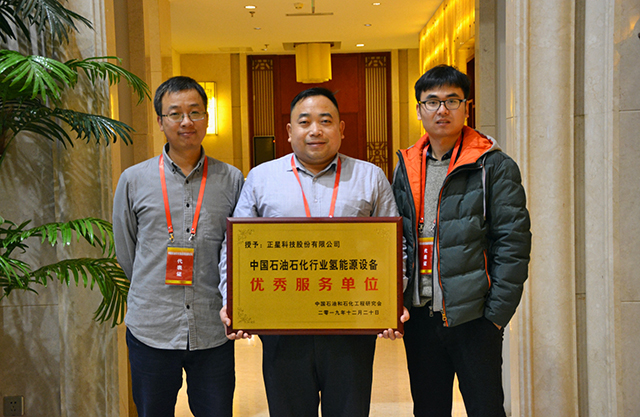 授予：正星科技股份有限公司
中国石油石化行业氢能源设备
优秀服务单位
中国石油和石化工程研究会
二零一九年十二月二十日
代表证
代表证